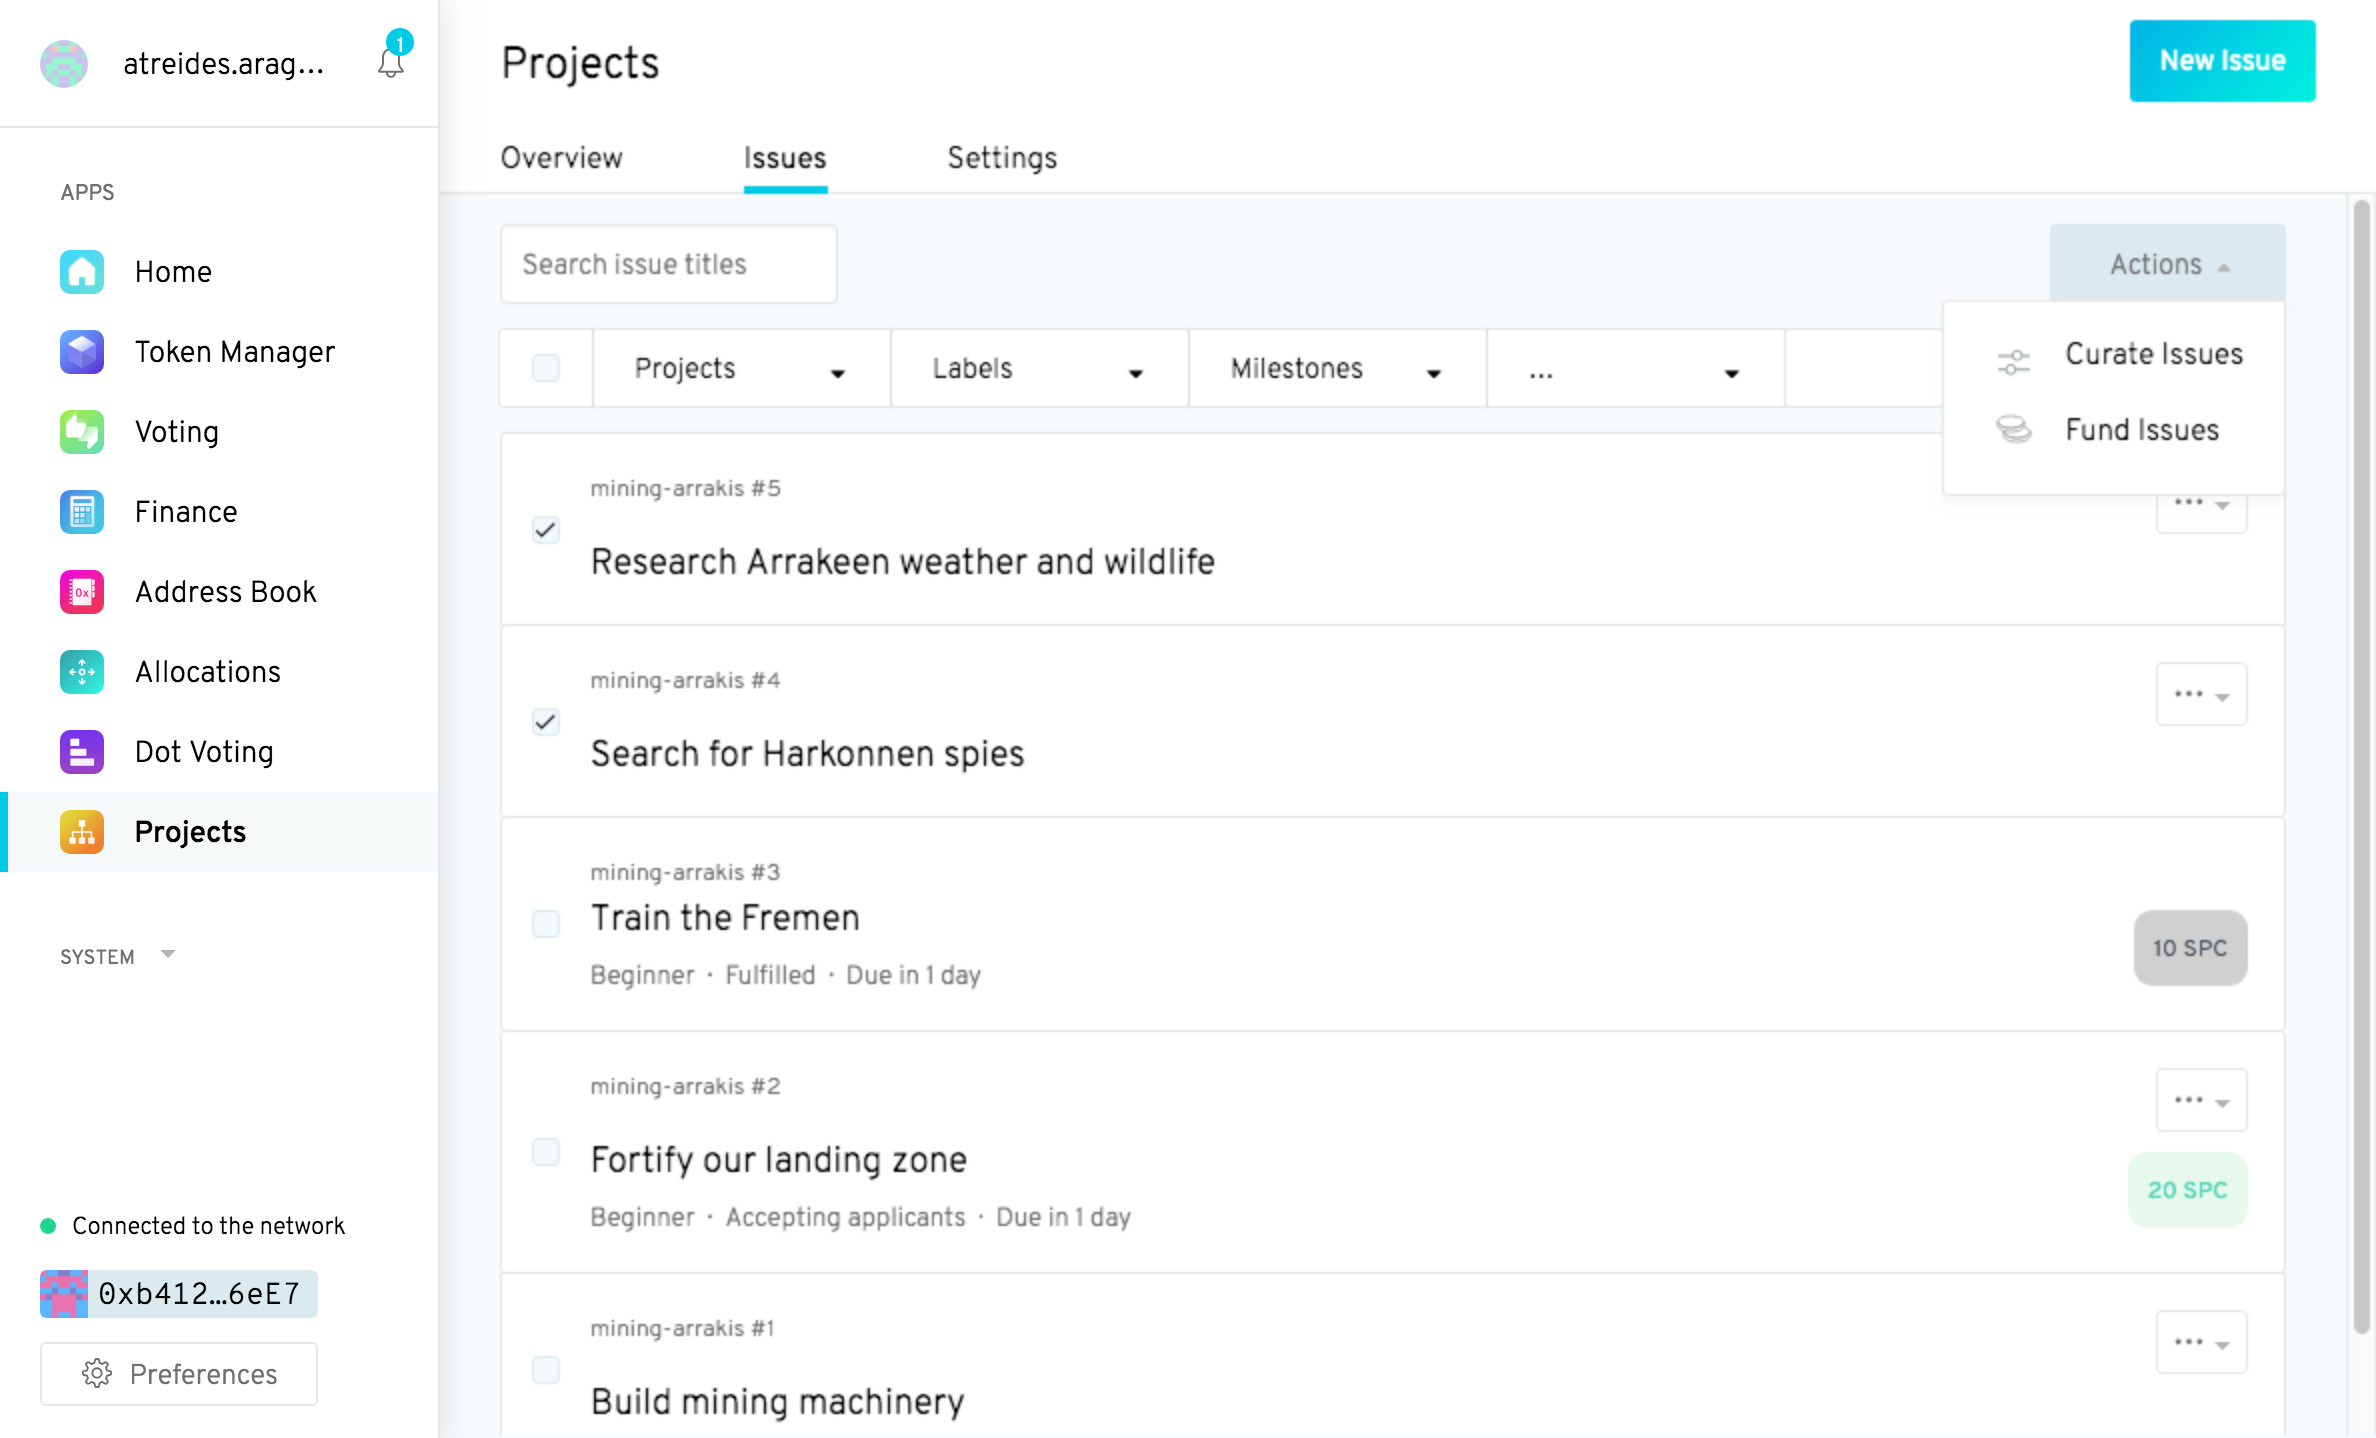 atreides.arag...
1
APPS
Home
Token Manager
Voting
Finance
0x
Address Book
Allocations
Dot Voting
Projects
SYSTEM
Connected to the network
0xb412…6eE7
Preferences
Projects
New Issue
Overview
Issues
Settings
Search issue titles
Actions
Curate Issues
Fund Issues
Projects
Labels
Milestones
...
mining-arrakis #5
Research Arrakeen weather and wildlife
mining-arrakis #4
Search for Harkonnen spies
mining-arrakis #3
Train the Fremen
Beginner · Fulfilled · Due in 1 day
10 SPC
mining-arrakis #2
Fortify our landing zone
Beginner · Accepting applicants · Due in 1 day
20 SPC
mining-arrakis #1
Build mining machinery